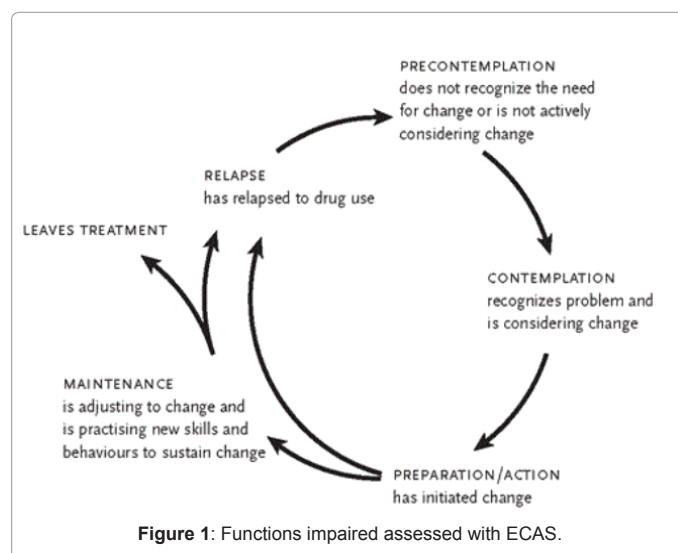 PRECONTEMPLATION
does not recognize the need
for change or is not actively
considering change
RELAPSE
has relapsed to drug use
LEAVES TREATMENT
CONTEMPLATION
recognizes problem and
is considering change
MAINTENANCE
is adjusting to change and
is practising new skills and
behaviours to sustain change
PREPARATION/ACTION
has initiated change
Figure 1: Functions impaired assessed with ECAS.